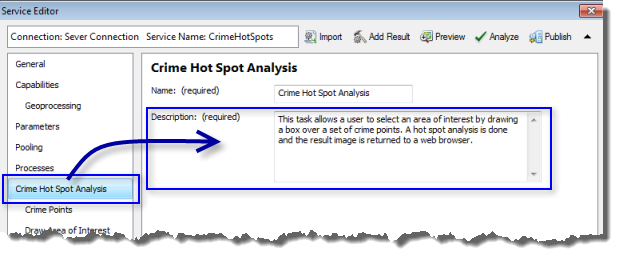 Service Editor
Connection: Sever Connection   Service Name: CrimeHotSpots
Import
Add Result
Preview
Analyze
Publish
General
Capabilities
Geoprocessing
Parameters
Pooling
Processes
Crime Hot Spot Analysis
Crime Points
Draw Area of Interest
Crime Hot Spot Analysis
Name: (required)
Crime Hot Spot Analysis
Description: (required)
This task allows a user to select an area of interest by drawing
a box over a set of crime points. A hot spot analysis is done
and the result image is returned to a web browser.